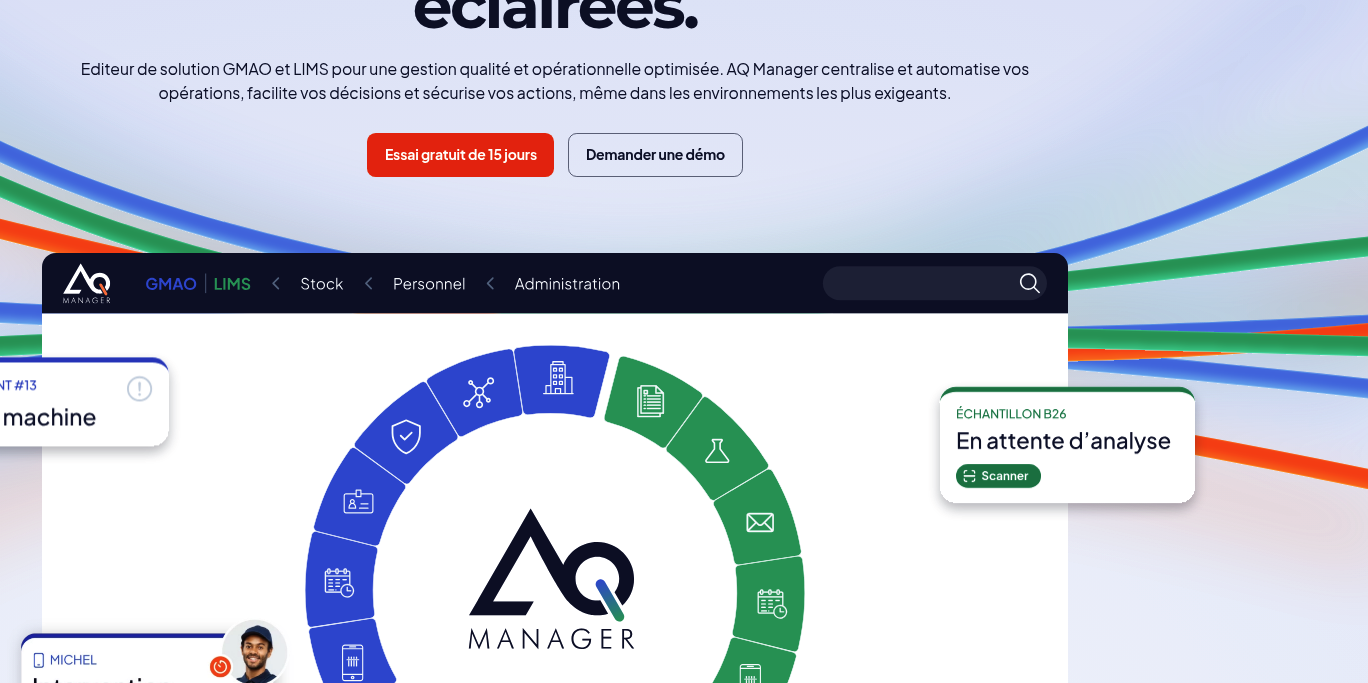 éclairées.
Editeur de solution GMAO et LIMS pour une gestion qualité et opérationnelle optimisée. AQ Manager centralise et automatise vos
opérations, facilite vos décisions et sécurise vos actions, même dans les environnements les plus exigeants.
Essai gratuit de 15 jours
Demander une démo
AQ
MANAGER
GMAO | LIMS
Stock
Personnel
Administration
NT #13
machine
ÉCHANTILLON B26
En attente d’analyse
Scanner
AQ
MANAGER
MICHEL